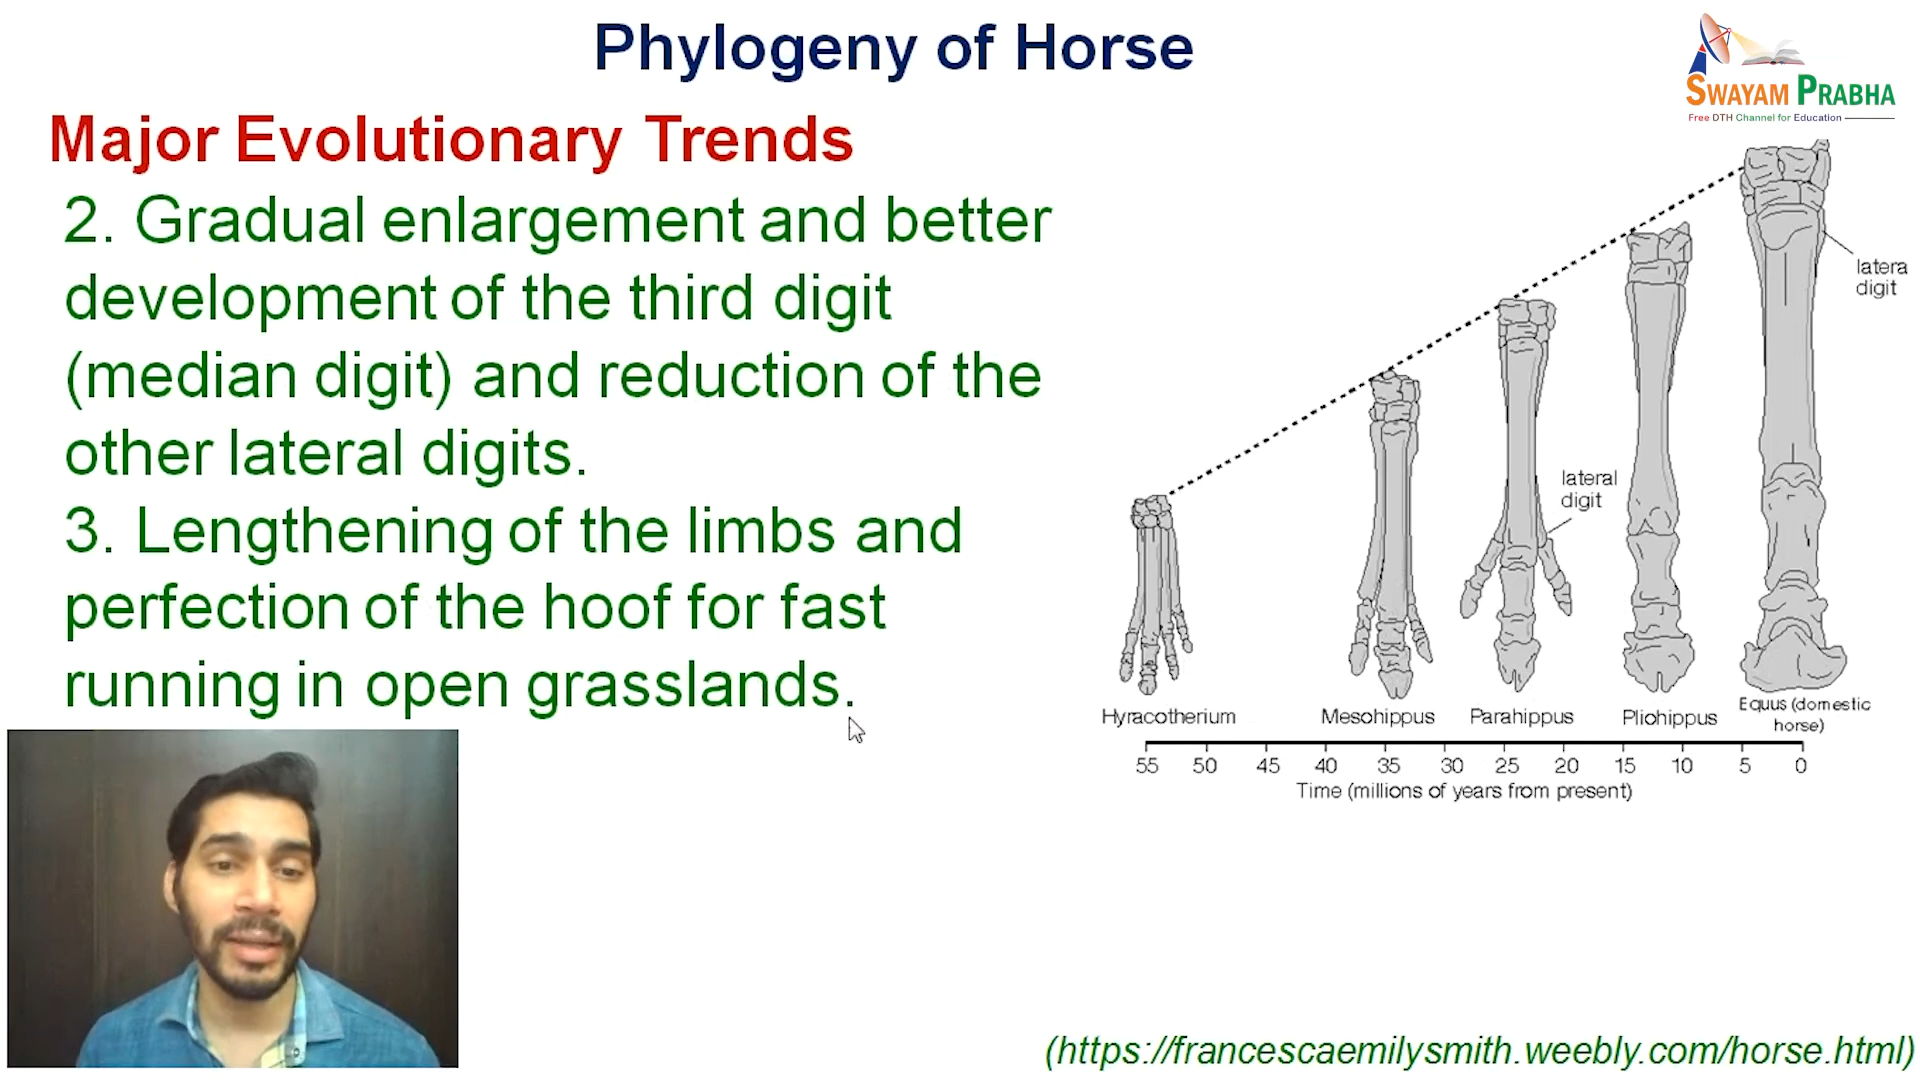 Phylogeny of Horse
SWAYAM PRABHA
Free DTH Channel for Education
Major Evolutionary Trends
2. Gradual enlargement and better
development of the third digit
(median digit) and reduction of the
other lateral digits.
3. Lengthening of the limbs and
perfection of the hoof for fast
running in open grasslands.
latera
digit
lateral
digit
Hyracotherium
Mesohippus
Parahippus
Pliohippus
Equus (domestic
horse)
55 50 45 40 35 30 25 20 15 10 5 0
Time (millions of years from present)
(https://francescaemilysmith.weebly.com/horse.html)